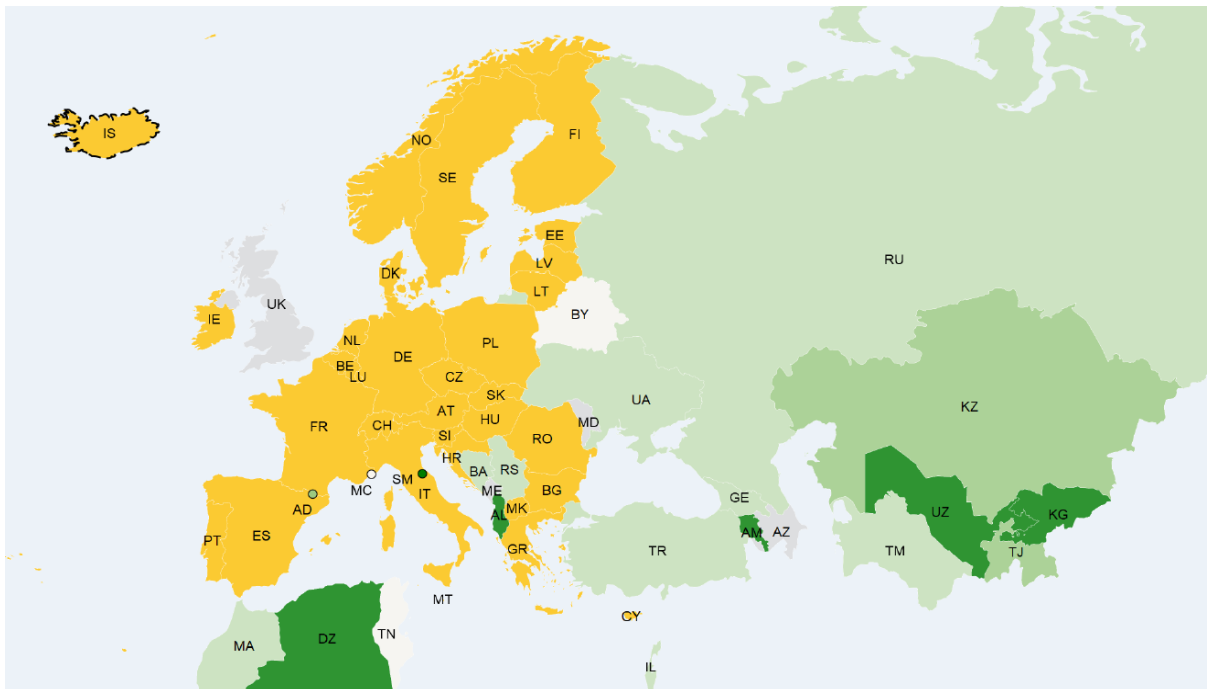 IS
NO
FI
SE
EE
LV
RU
DK
LT
UK
BY
IE
NL
PL
DE
BE
LU
CZ
SK
UA
KZ
AT
HU
MD
FR
CH
SI
RO
HR
BA
RS
SM
MC
IT
ME
BG
AD
AL
MK
GE
UZ
KG
PT
ES
AM
AZ
GR
TR
TM
TJ
MT
CY
TN
DZ
MA
IL